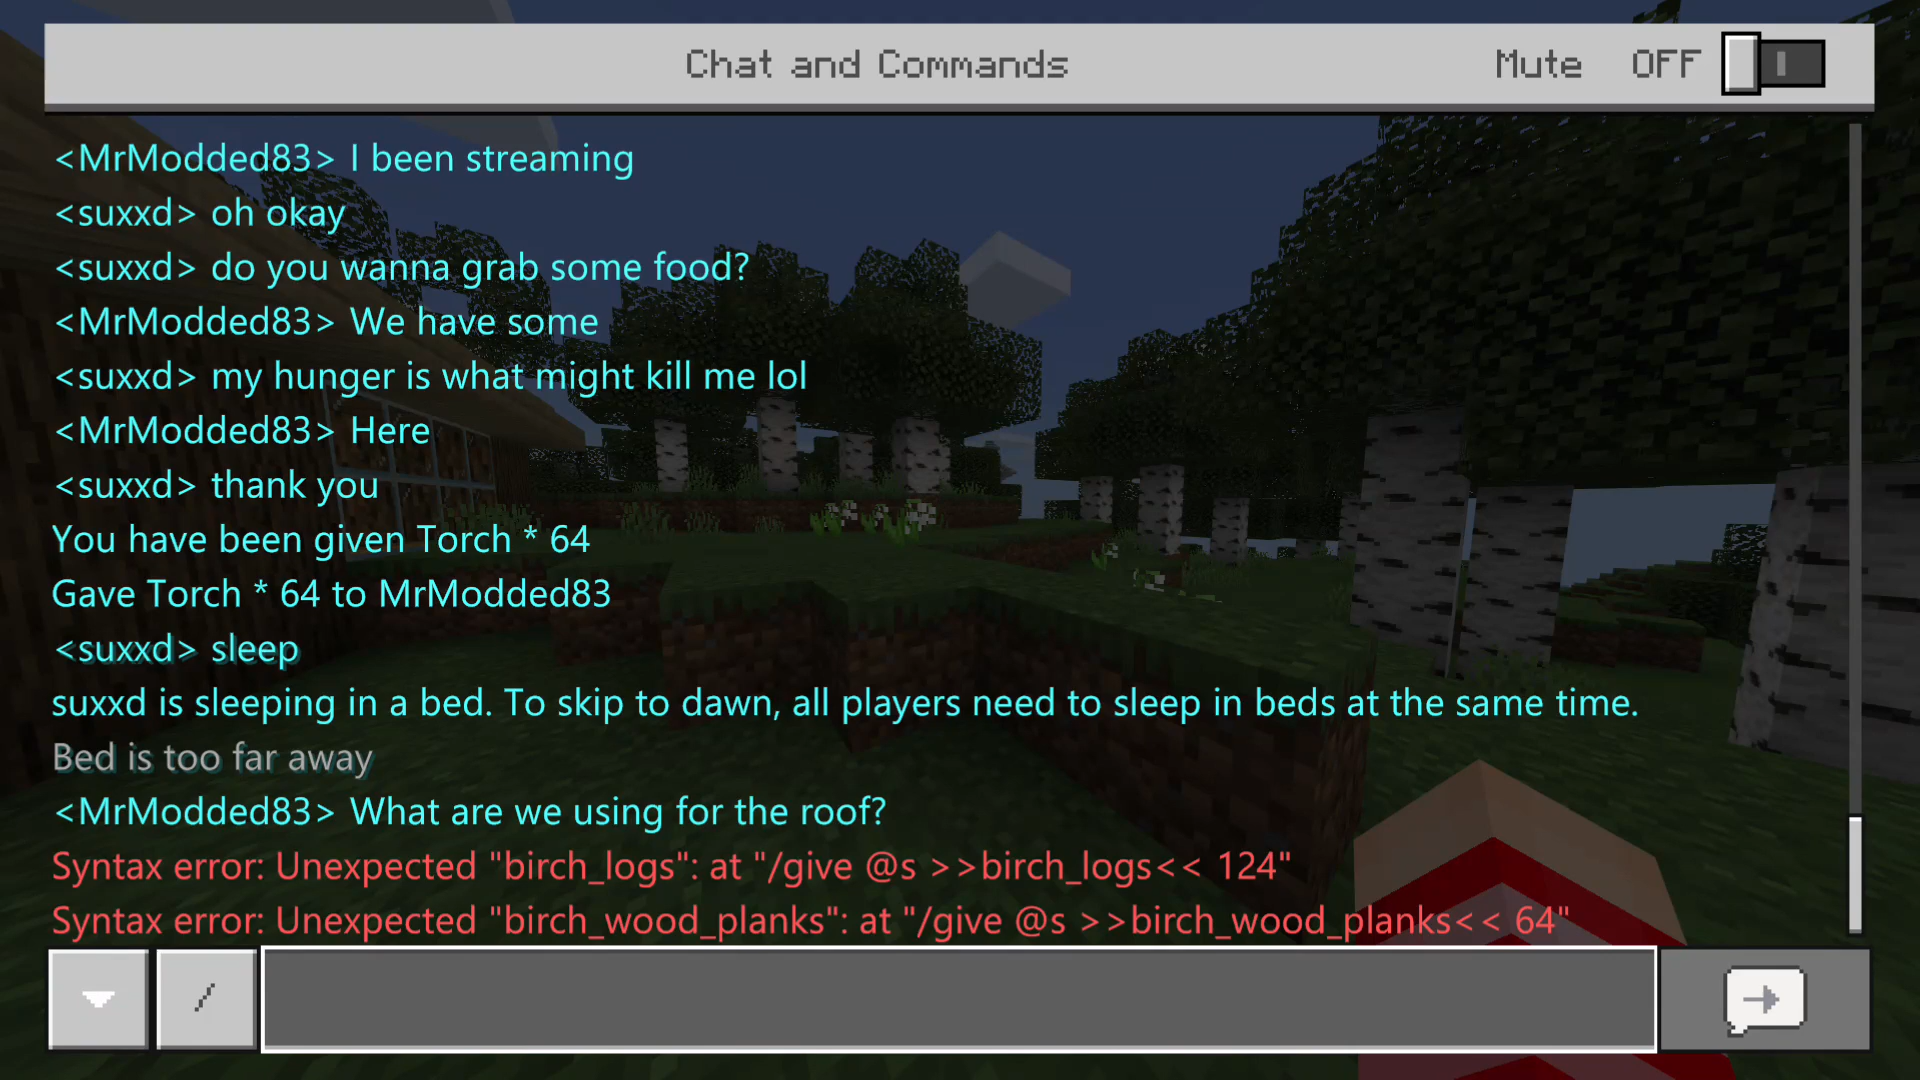 Chat and Commands Mute OFF
<MrModded83> I been streaming
<suxxd> oh okay
<suxxd> do you wanna grab some food?
<MrModded83> We have some
<suxxd> my hunger is what might kill me lol
<MrModded83> Here
<suxxd> thank you
You have been given Torch * 64
Gave Torch * 64 to MrModded83
<suxxd> sleep
suxxd is sleeping in a bed. To skip to dawn, all players need to sleep in beds at the same time.
Bed is too far away
<MrModded83> What are we using for the roof?
Syntax error: Unexpected "birch_logs": at "/give @s >>birch_logs<< 124"
Syntax error: Unexpected "birch_wood_planks": at "/give @s >>birch_wood_planks<< 64"
/